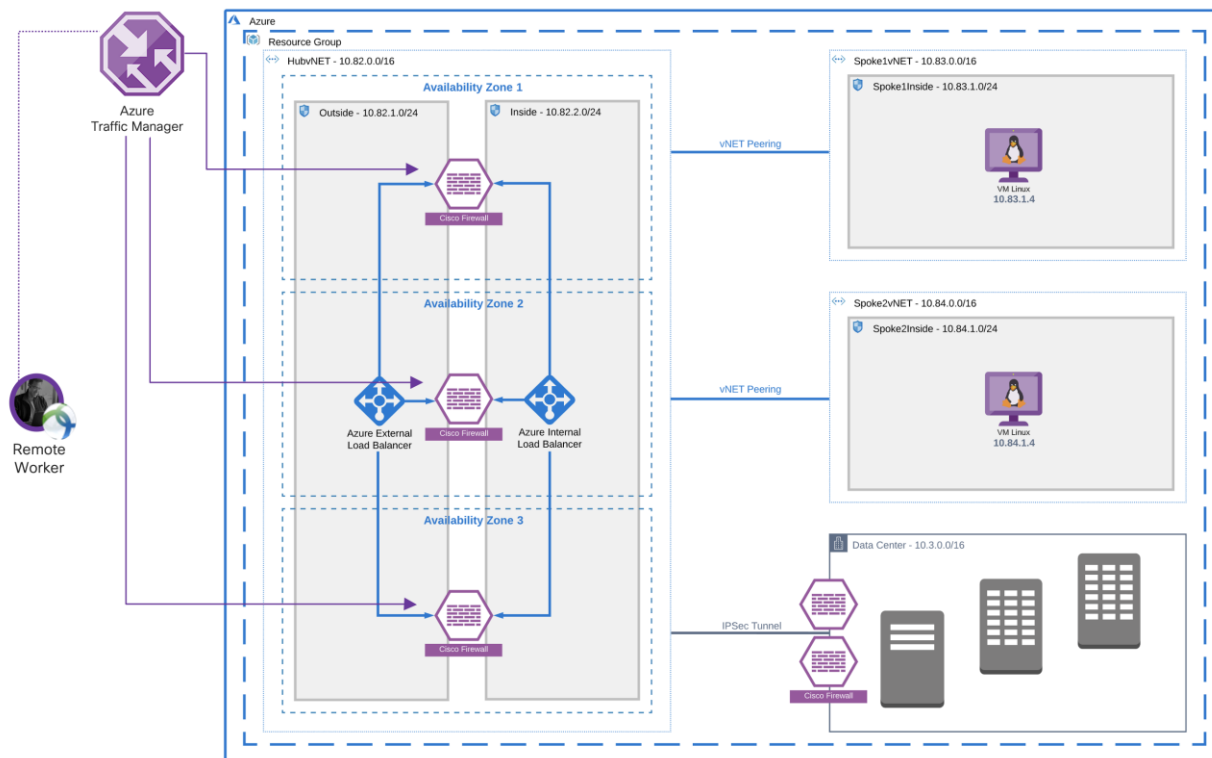 Azure
Resource Group
Azure
Traffic Manager
Remote
Worker
HubvNET - 10.82.0.0/16
Availability Zone 1
Outside - 10.82.1.0/24
Inside - 10.82.2.0/24
Cisco Firewall
Availability Zone 2
Azure External
Load Balancer
Cisco Firewall
Azure Internal
Load Balancer
Availability Zone 3
Cisco Firewall
vNET Peering
Spoke1vNET - 10.83.0.0/16
Spoke1Inside - 10.83.1.0/24
VM Linux
10.83.1.4
vNET Peering
Spoke2vNET - 10.84.0.0/16
Spoke2Inside - 10.84.1.0/24
VM Linux
10.84.1.4
IPSec Tunnel
Data Center - 10.3.0.0/16
Cisco Firewall